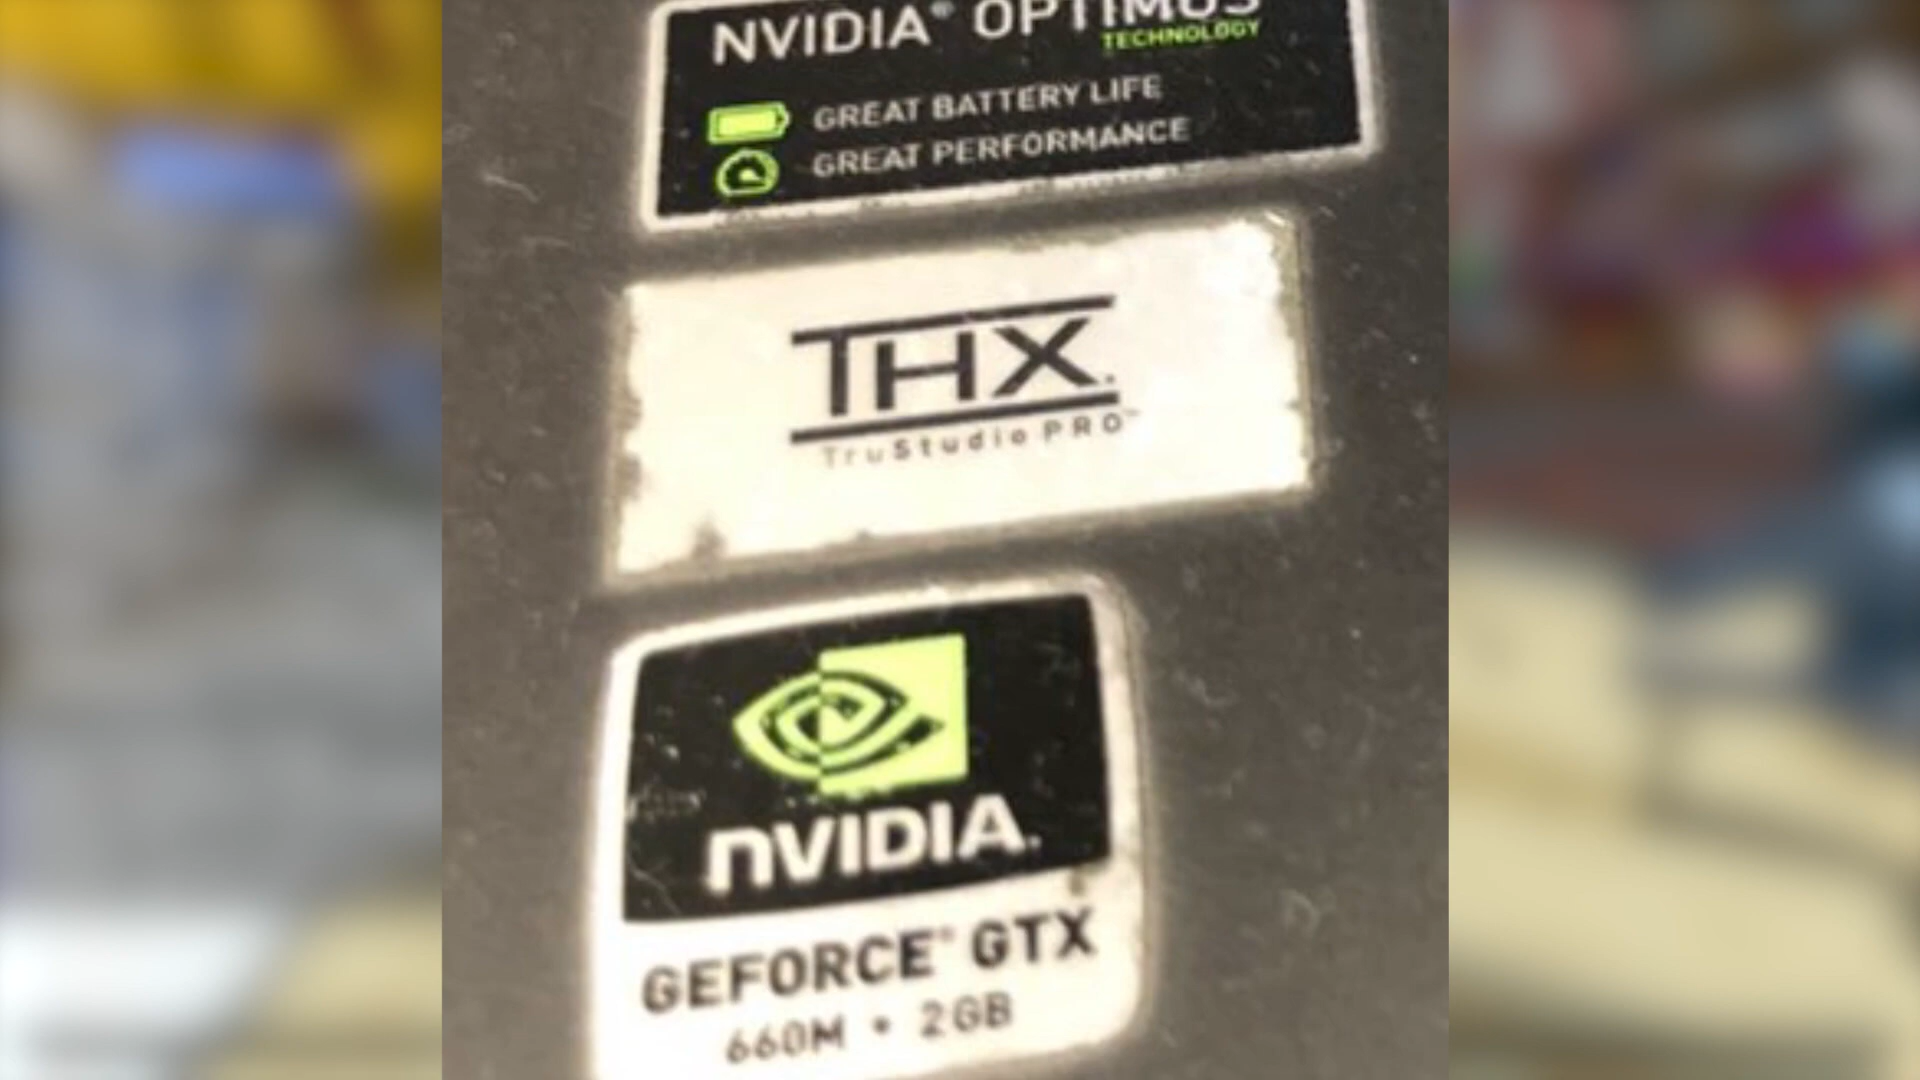 NVIDIA® OPTIMUS
TECHNOLOGY
GREAT BATTERY LIFE
GREAT PERFORMANCE
THX
TruStudio PRO™
NVIDIA.
GEFORCE® GTX
660M • 2GB